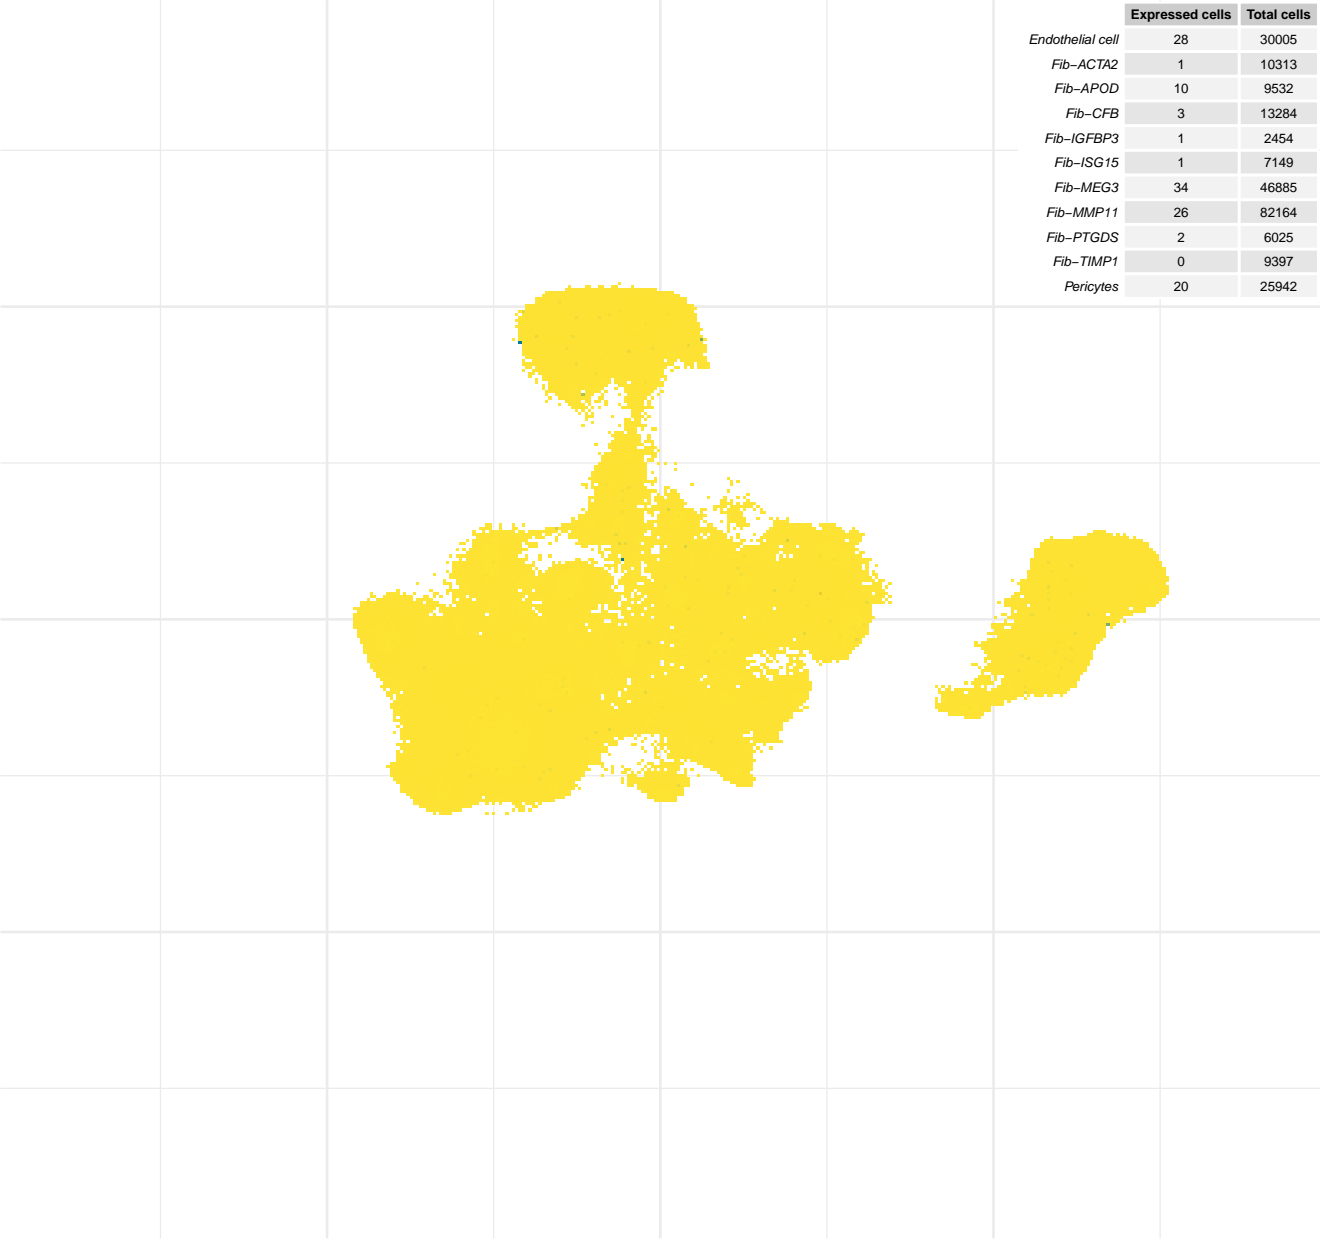 Expressed cells Total cells
Endothelial cell 28 30005
Fib−ACTA2 1 10313
Fib−APOD 10 9532
Fib−CFB 3 13284
Fib−IGFBP3 1 2454
Fib−ISG15 1 7149
Fib−MEG3 34 46885
Fib−MMP11 26 82164
Fib−PTGDS 2 6025
Fib−TIMP1 0 9397
Pericytes 20 25942